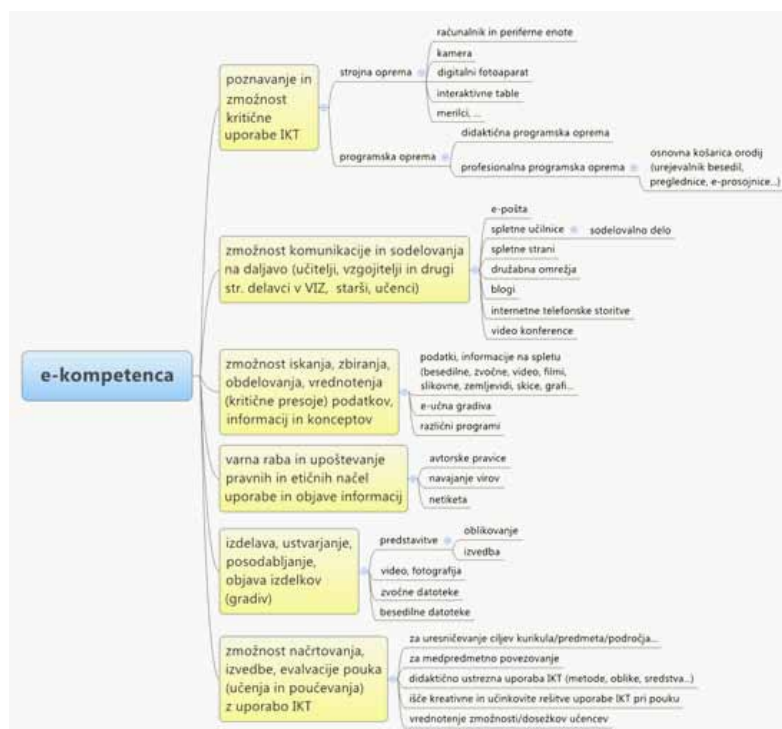 e-kompetenca
poznavanje in
zmožnost
kritične
uporabe IKT
strojna oprema
računalnik in periferne enote
kamera
digitalni fotoaparat
interaktivne table
merilci, ...
programska oprema
didaktična programska oprema
profesionalna programska oprema
osnovna košarica orodij
(urejevalnik besedil,
preglednice, e-prosojnice...)
zmožnost komunikacije in sodelovanja
na daljavo (učitelji, vzgojitelji in drugi
str. delavci v VIZ, starši, učenci)
e-pošta
spletne učilnice
sodelovalno delo
spletne strani
družabna omrežja
blogi
internetne telefonske storitve
video konference
zmožnost iskanja, zbiranja,
obdelovanja, vrednotenja
(kritične presoje) podatkov,
informacij in konceptov
podatki, informacije na spletu
(besedilne, zvočne, video, filmi,
slikovne, zemljevidi, skice, grafi...
e-učna gradiva
različni programi
varna raba in upoštevanje
pravnih in etičnih načel
uporabe in objave informacij
avtorske pravice
navajanje virov
netiketa
izdelava, ustvarjanje,
posodabljanje,
objava izdelkov
(gradiv)
predstavitve
oblikovanje
izvedba
video, fotografija
zvočne datoteke
besedilne datoteke
zmožnost načrtovanja,
izvedbe, evalvacije pouka
(učenja in poučevanja)
z uporabo IKT
za uresničevanje ciljev kurikula/predmeta/področja...
za medpredmetno povezovanje
didaktično ustrezna uporaba IKT (metode, oblike, sredstva...)
išče kreativne in učinkovite rešitve uporabe IKT pri pouku
vrednotenje zmožnosti/dosežkov učencev